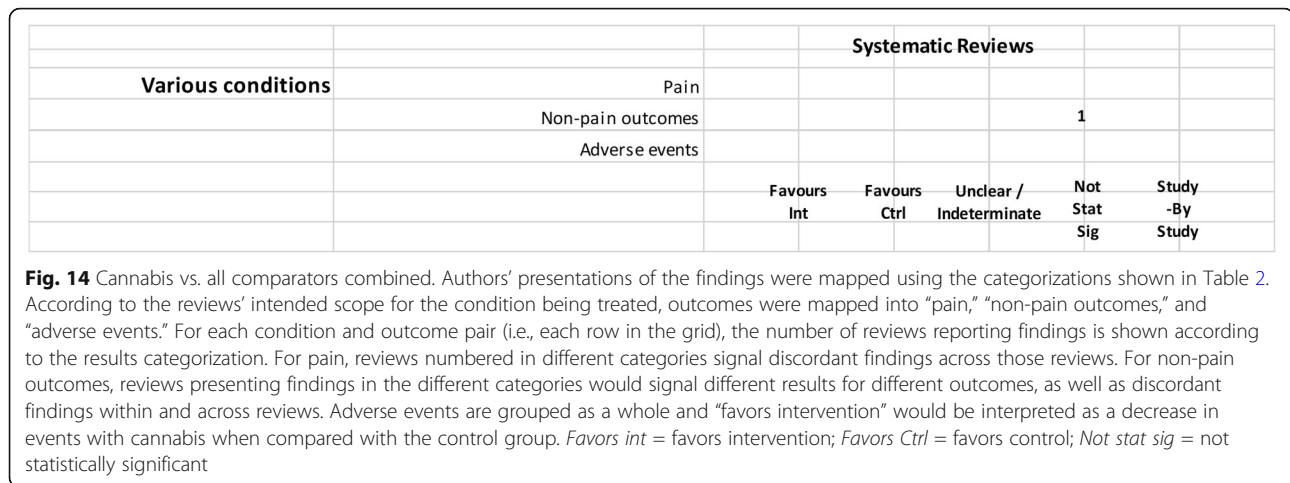 Systematic Reviews
Various conditions Pain
Non-pain outcomes 1
Adverse events
Favours Int Favours Ctrl Unclear / Indeterminate Not Stat Sig Study -By Study
Fig. 14 Cannabis vs. all comparators combined. Authors’ presentations of the findings were mapped using the categorizations shown in Table 2.
According to the reviews’ intended scope for the condition being treated, outcomes were mapped into “pain,” “non-pain outcomes,” and
“adverse events.” For each condition and outcome pair (i.e., each row in the grid), the number of reviews reporting findings is shown according
to the results categorization. For pain, reviews numbered in different categories signal discordant findings across those reviews. For non-pain
outcomes, reviews presenting findings in the different categories would signal different results for different outcomes, as well as discordant
findings within and across reviews. Adverse events are grouped as a whole and “favors intervention” would be interpreted as a decrease in
events with cannabis when compared with the control group. Favors int = favors intervention; Favors Ctrl = favors control; Not stat sig = not
statistically significant